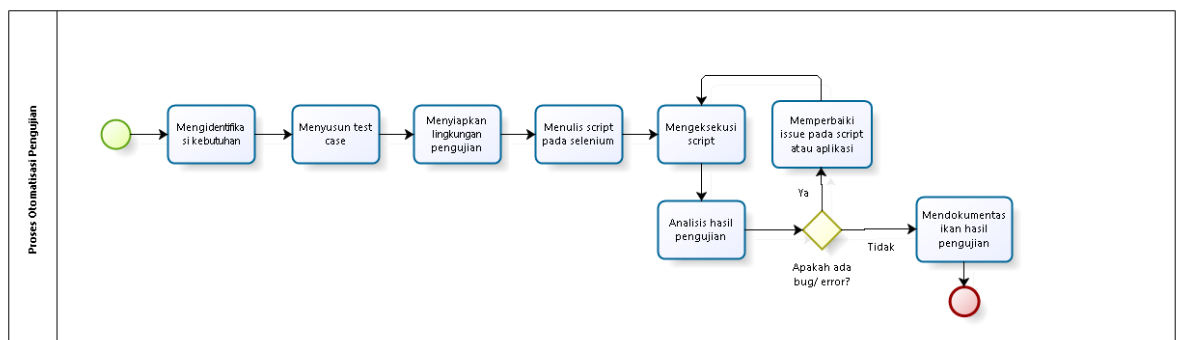 Proses Otomatisasi Pengujian
Mengidentifika
si kebutuhan
Menyusun test
case
Menyiapkan
lingkungan
pengujian
Menulis script
pada selenium
Mengeksekusi
script
Memperbaiki
issue pada script
atau aplikasi
Ya
Analisis hasil
pengujian
Apakah ada
bug/ error?
Tidak
Mendokumentas
ikan hasil
pengujian